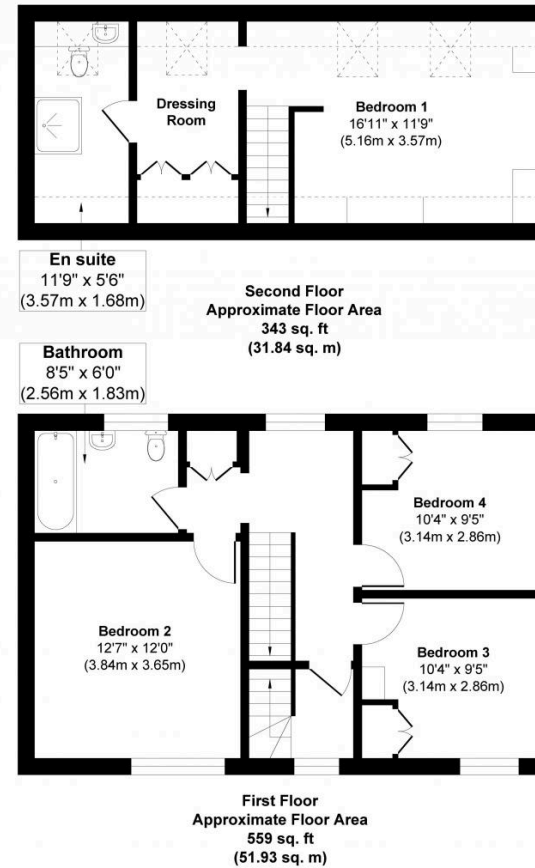 Dressing
Room
Bedroom 1
16'11" x 11'9"
(5.16m x 3.57m)
En suite
11'9" x 5'6"
(3.57m x 1.68m)
Second Floor
Approximate Floor Area
343 sq. ft
(31.84 sq. m)
Bathroom
8'5" x 6'0"
(2.56m x 1.83m)
Bedroom 4
10'4" x 9'5"
(3.14m x 2.86m)
Bedroom 2
12'7" x 12'0"
(3.84m x 3.65m)
Bedroom 3
10'4" x 9'5"
(3.14m x 2.86m)
First Floor
Approximate Floor Area
559 sq. ft
(51.93 sq. m)